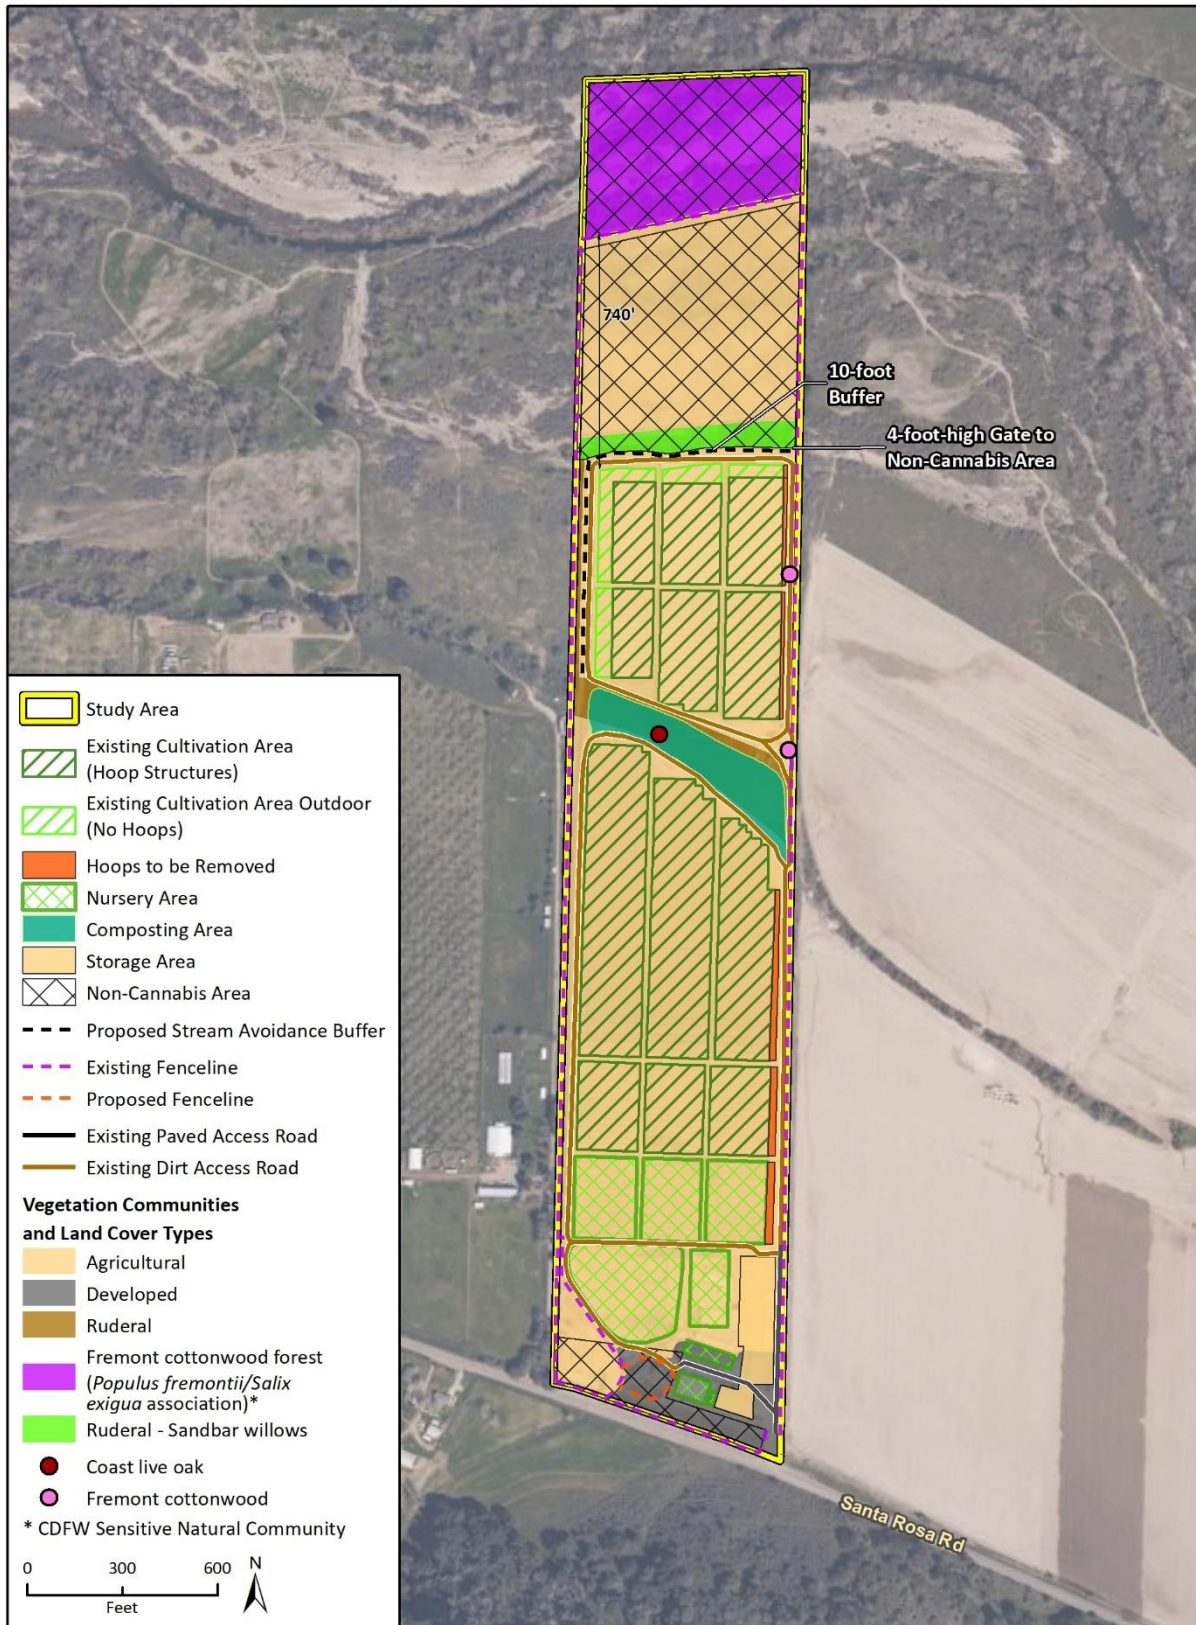 740'
10-foot
Buffer
4-foot-high Gate to
Non-Cannabis Area
Study Area
Existing Cultivation Area
(Hoop Structures)
Existing Cultivation Area Outdoor
(No Hoops)
Hoops to be Removed
Nursery Area
Composting Area
Storage Area
Non-Cannabis Area
Proposed Stream Avoidance Buffer
Existing Fenceline
Proposed Fenceline
Existing Paved Access Road
Existing Dirt Access Road
Vegetation Communities
and Land Cover Types
Agricultural
Developed
Ruderal
Fremont cottonwood forest
(Populus fremontii/Salix
exigua association)*
Ruderal - Sandbar willows
Coast live oak
Fremont cottonwood
* CDFW Sensitive Natural Community
0 300 600
Feet
N
Santa Rosa Rd